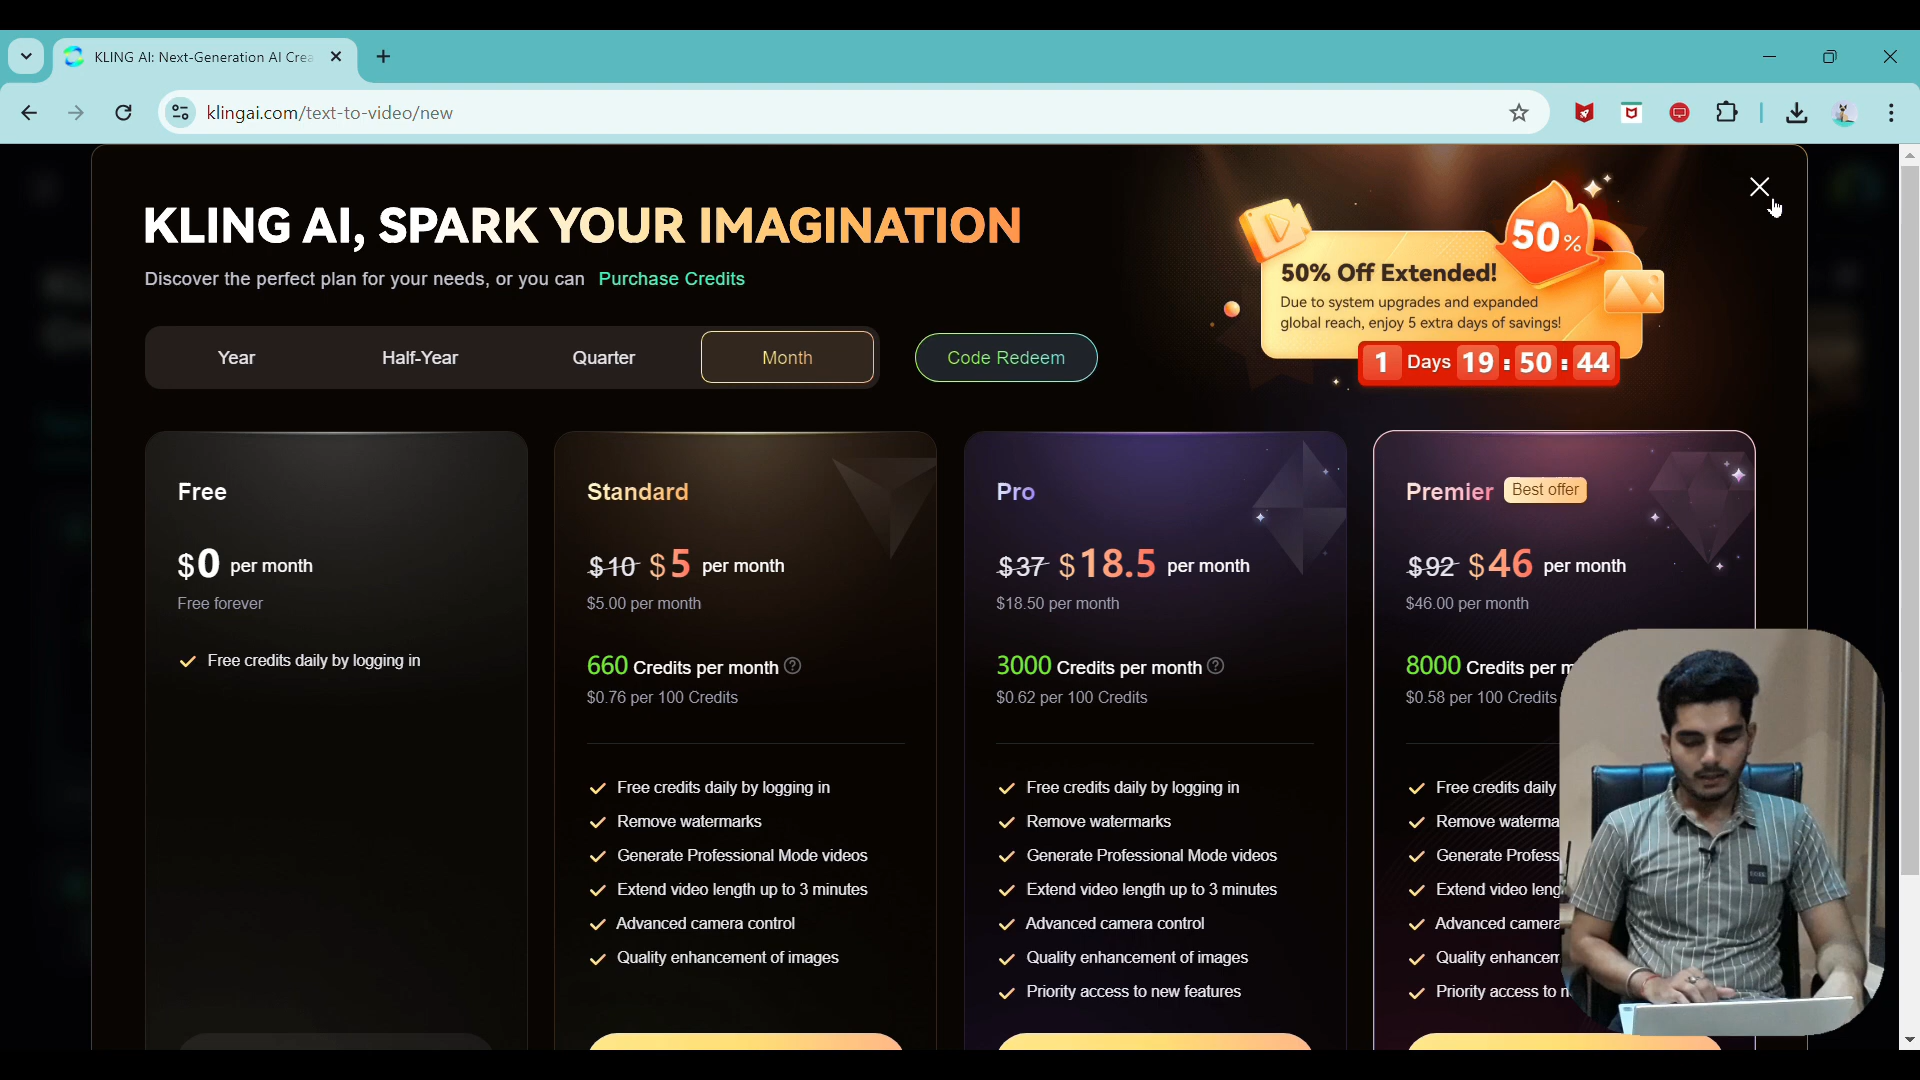 KLING AI: Next-Generation AI Crea
klingai.com/text-to-video/new
KLING AI, SPARK YOUR IMAGINATION
Discover the perfect plan for your needs, or you can Purchase Credits
50%
50% Off Extended!
Due to system upgrades and expanded
global reach, enjoy 5 extra days of savings!
1 Days 19 : 50 : 44
Year Half-Year Quarter Month Code Redeem
Free
$0 per month
Free forever
Free credits daily by logging in
Standard
$10 $5 per month
$5.00 per month
660 Credits per month
$0.76 per 100 Credits
Free credits daily by logging in
Remove watermarks
Generate Professional Mode videos
Extend video length up to 3 minutes
Advanced camera control
Quality enhancement of images
Pro
$37 $18.5 per month
$18.50 per month
3000 Credits per month
$0.62 per 100 Credits
Free credits daily by logging in
Remove watermarks
Generate Professional Mode videos
Extend video length up to 3 minutes
Advanced camera control
Quality enhancement of images
Priority access to new features
Premier Best offer
$92 $46 per month
$46.00 per month
8000 Credits per m
$0.58 per 100 Credits
Free credits daily
Remove waterma
Generate Profess
Extend video leng
Advanced camera
Quality enhancem
Priority access to n